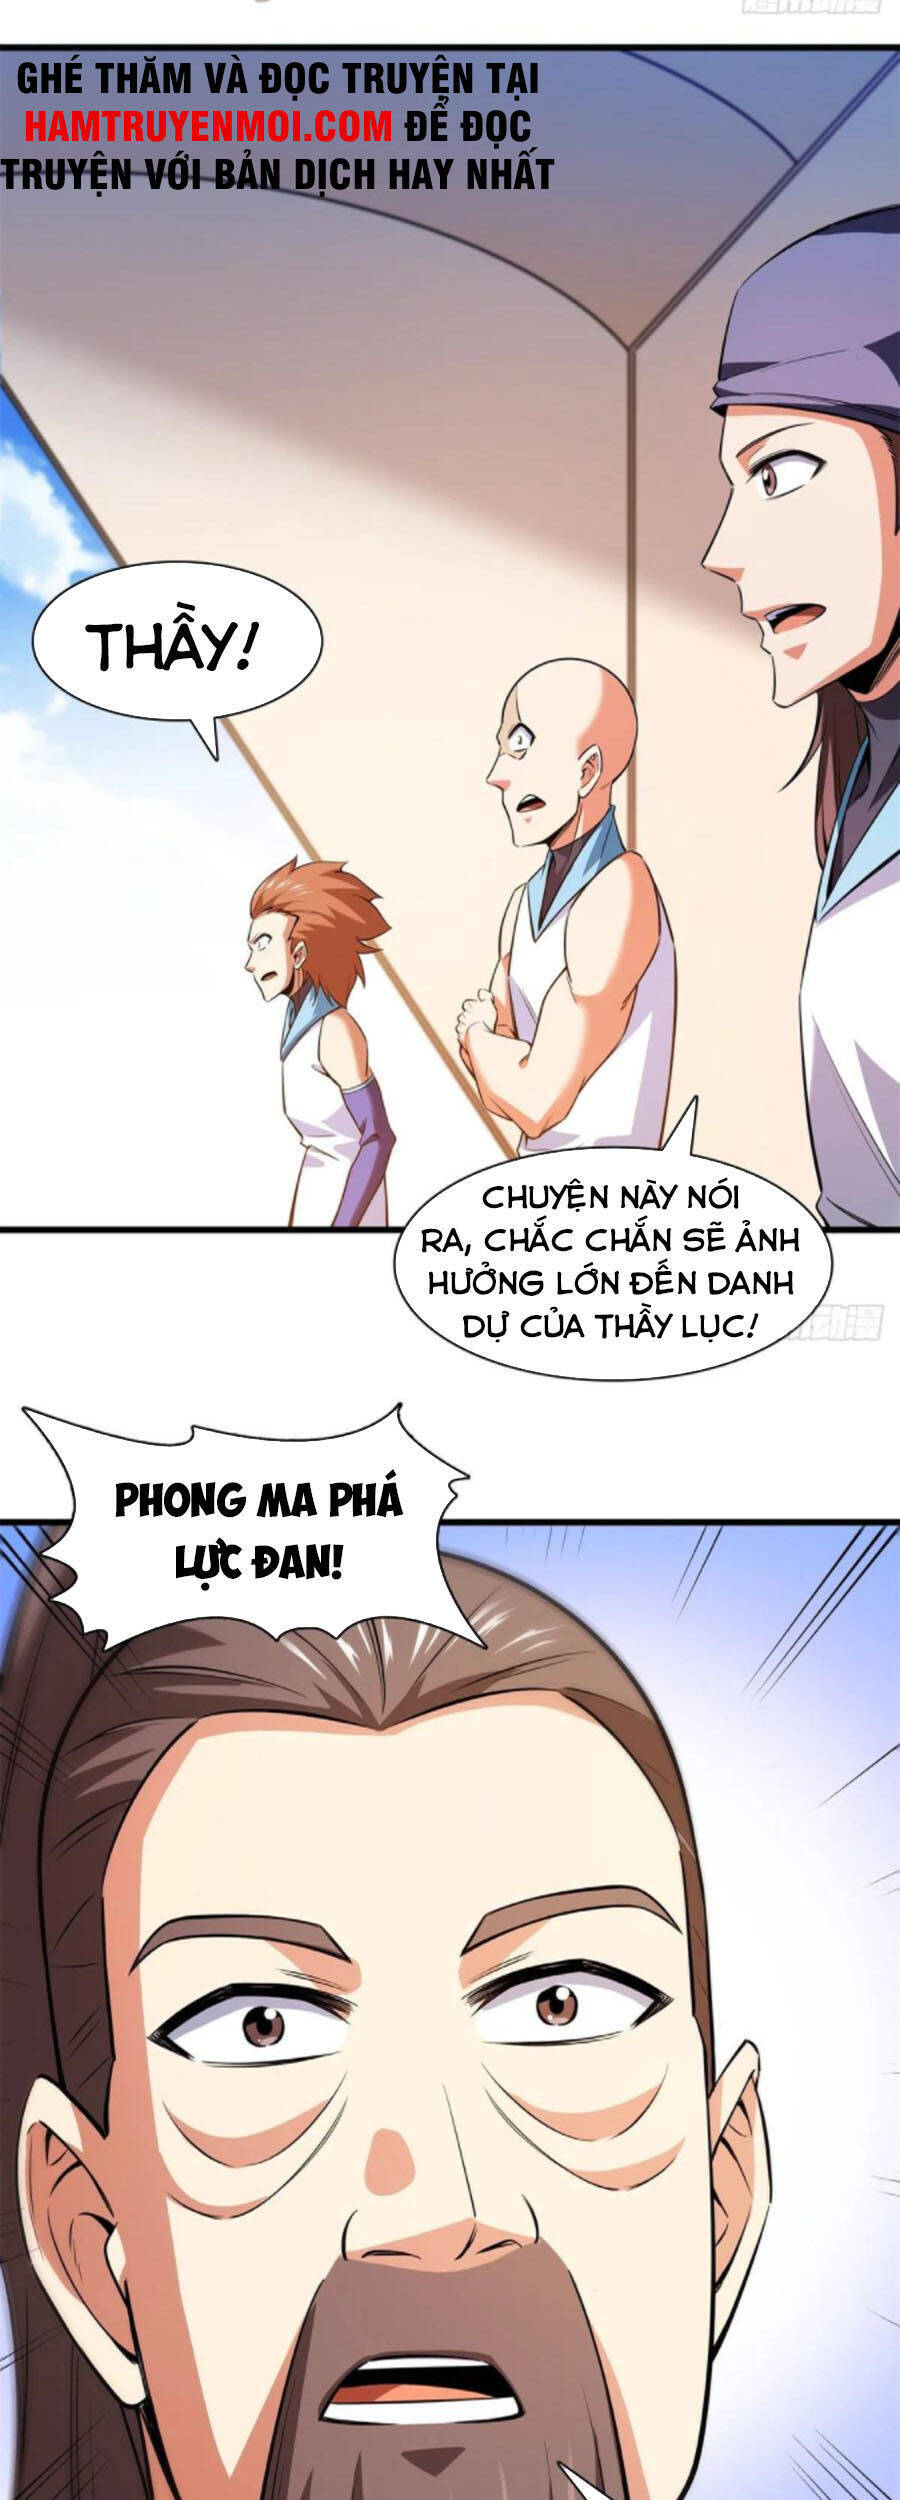 GHÉ THĂM VÀ ĐỌC TRUYỆN TẠI
HAMTRUYENMOI.COM ĐỂ ĐỌC
TRUYỆN VỚI BẢN DỊCH HAY NHẤT
THẦY!
CHUYỆN NÀY NÓI
RA, CHẮC CHẮN SẼ ẢNH
HƯỞNG LỚN ĐẾN DANH
DỰ CỦA THẦY LỤC!
动漫
PHONG MA PHÁ
LỰC ĐAN!